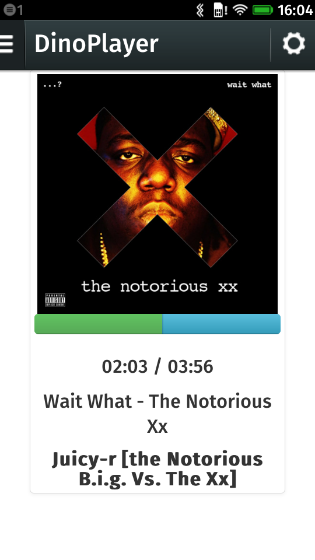 1
16:04
DinoPlayer
...?
wait what
the notorious xx
02:03 / 03:56
Wait What - The Notorious
Xx
Juicy-r [the Notorious
B.i.g. Vs. The Xx]